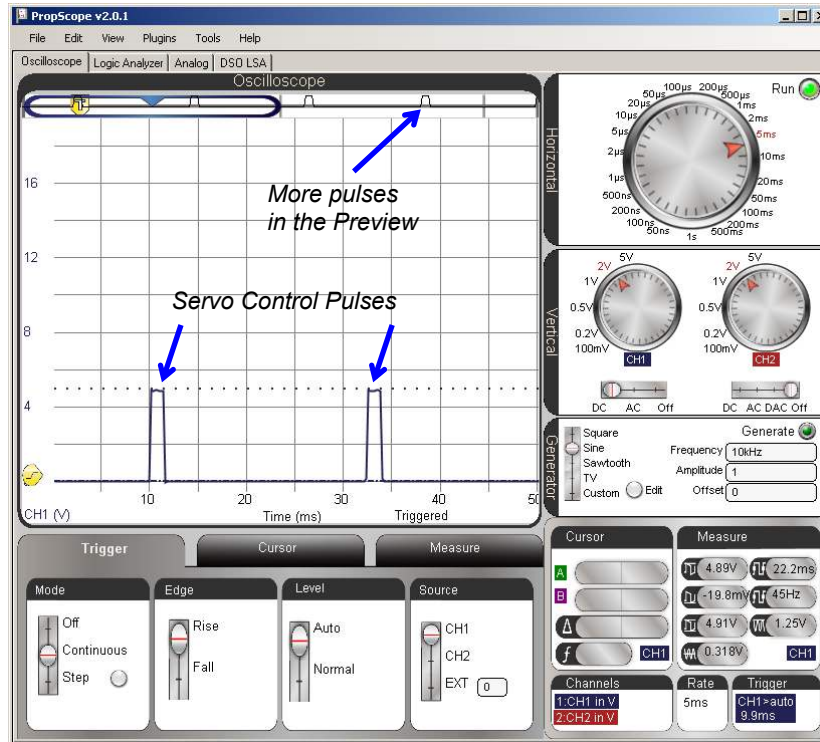 PropScope v2.0.1
File Edit View Plugins Tools Help
Oscilloscope Logic Analyzer Analog DSO LSA
Oscilloscope
16
12
8
4
More pulses
in the Preview
Servo Control Pulses
10 20 30 40 50
CH1 (V) Time (ms) Triggered
Horizontal
Run
50µs 100µs 200µs 500µs
20µs 1ms
10µs 2ms
5µs 5ms
2µs 10ms
1µs 20ms
500ns 50ms
200ns 100ms
100ns 200ms
50ns 1s 500ms
Vertical
5V 5V
2V 2V
1V 1V
0.5V 0.5V
0.2V 0.2V
100mV 100mV
CH1 CH2
DC AC Off DC AC DAC Off
Generator
Square
Sine
Sawtooth
TV
Custom Edit
Generate
Frequency 10kHz
Amplitude 1
Offset 0
Trigger Cursor Measure
Mode
Off
Continuous
Step
Edge
Rise
Fall
Level
Auto
Normal
Source
CH1
CH2
EXT 0
Cursor
A
B
Δ
f CH1
Measure
4.89V 22.2ms
-19.8mV 45Hz
4.91V 1.25V
0.318V CH1
Channels
1:CH1 in V
2:CH2 in V
Rate
5ms
Trigger
CH1>auto
9.9ms